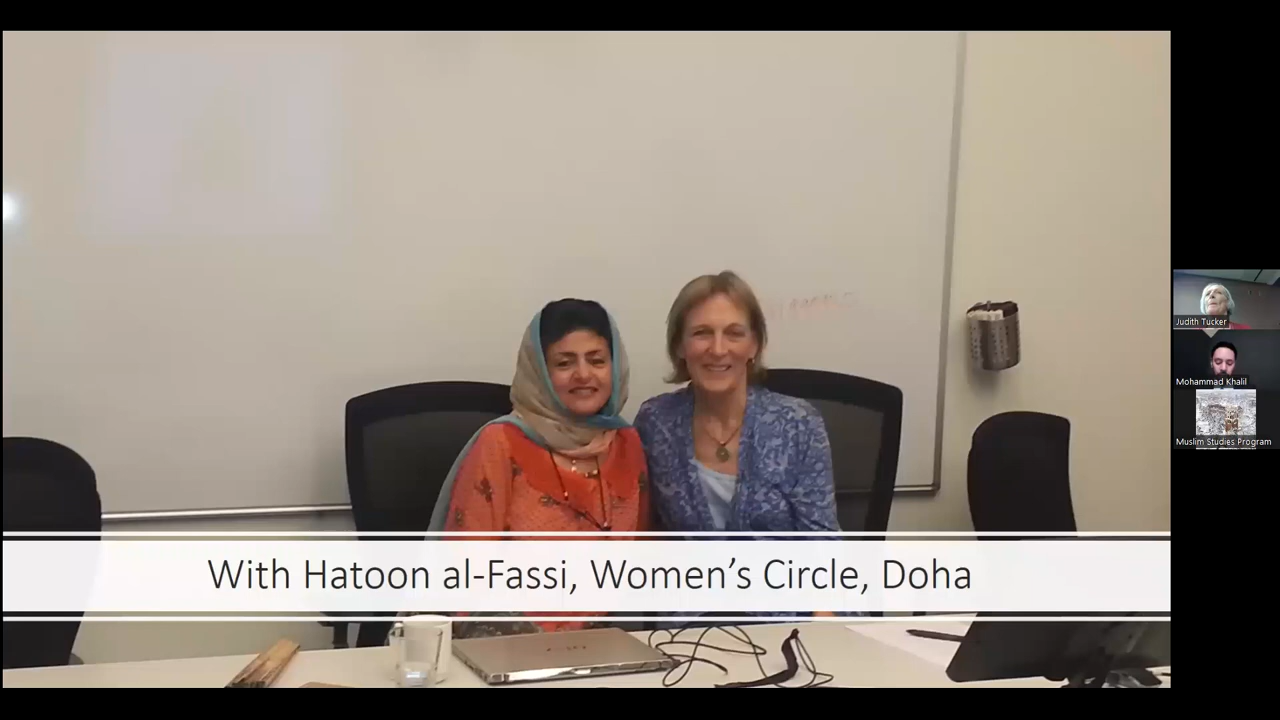 With Hatoon al-Fassi, Women's Circle, Doha
Judith Tucker
Mohammad Khalil
Muslim Studies Program